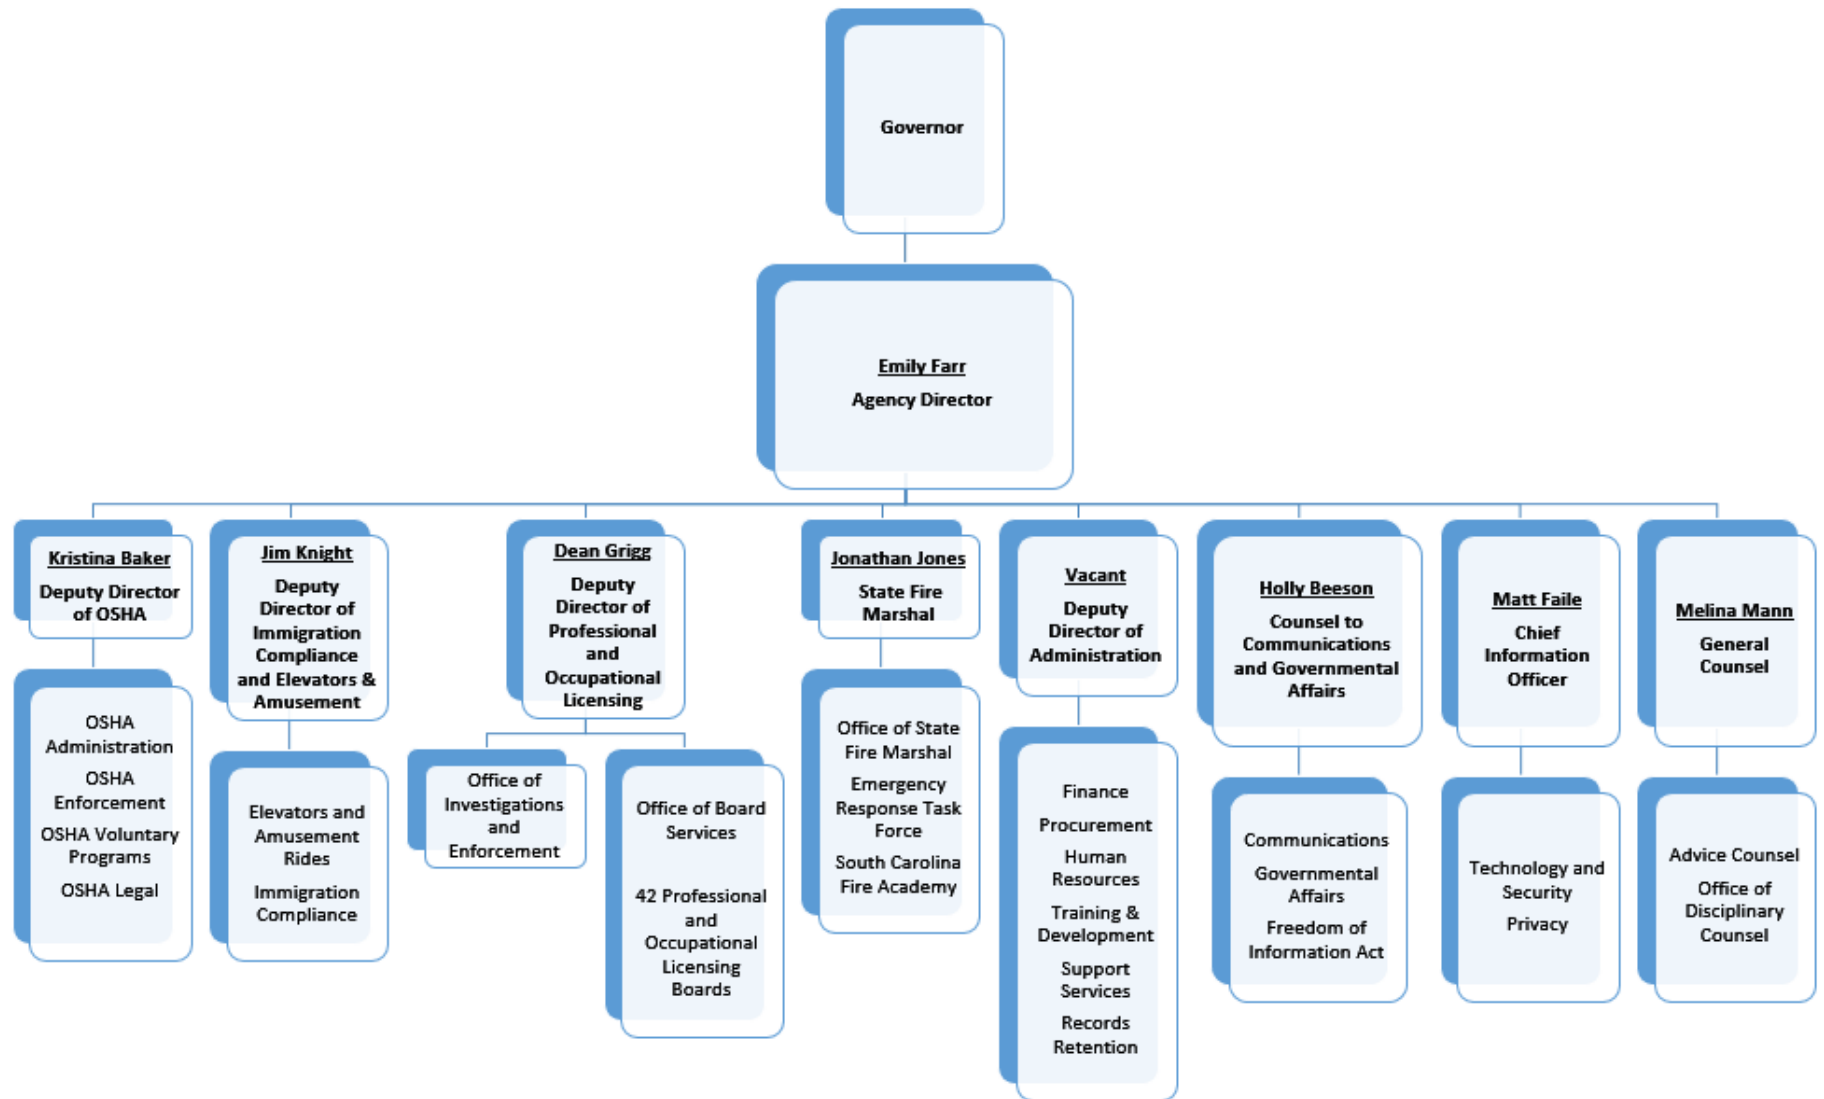 Governor
Emily Farr
Agency Director
Kristina Baker
Deputy Director
of OSHA
OSHA
Administration
OSHA
Enforcement
OSHA Voluntary
Programs
OSHA Legal
Jim Knight
Deputy
Director of
Immigration
Compliance
and Elevators &
Amusement
Elevators and
Amusement
Rides
Immigration
Compliance
Dean Grigg
Deputy
Director of
Professional
and
Occupational
Licensing
Office of
Investigations
and
Enforcement
Office of Board
Services
42 Professional
and
Occupational
Licensing
Boards
Jonathan Jones
State Fire
Marshal
Office of State
Fire Marshal
Emergency
Response Task
Force
South Carolina
Fire Academy
Vacant
Deputy
Director of
Administration
Finance
Procurement
Human
Resources
Training &
Development
Support
Services
Records
Retention
Holly Beeson
Counsel to
Communications
and Governmental
Affairs
Communications
Governmental
Affairs
Freedom of
Information Act
Matt Faile
Chief
Information
Officer
Technology and
Security
Privacy
Melina Mann
General
Counsel
Advice Counsel
Office of
Disciplinary
Counsel